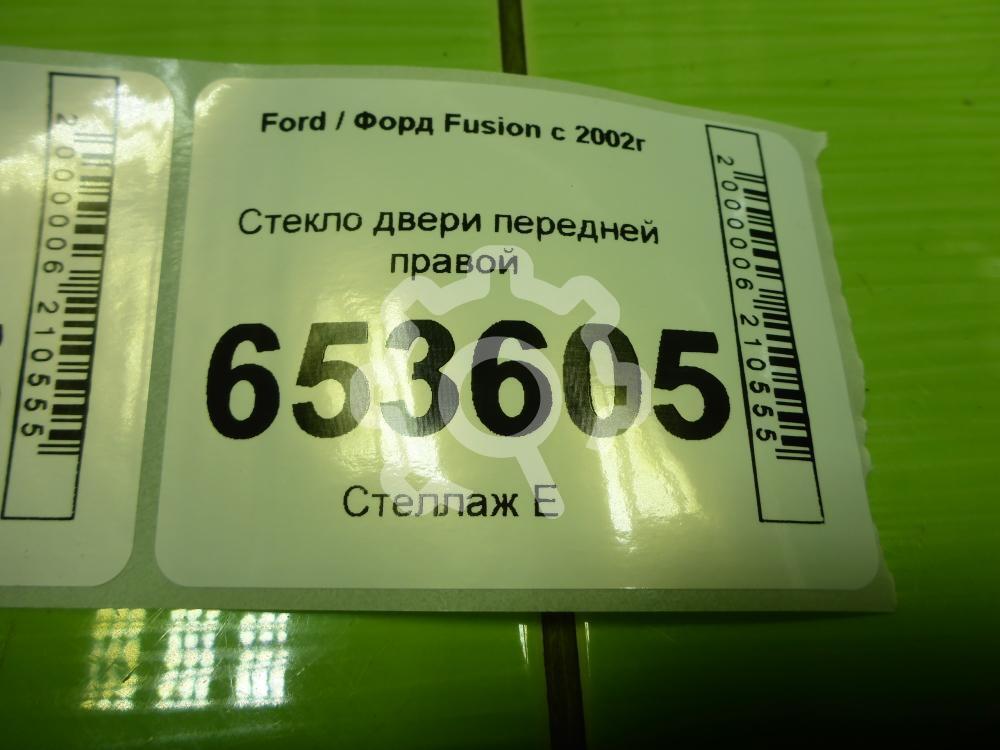 Ford / Форд Fusion с 2002г
Стекло двери передней
правой
653605
Стеллаж Е
2000006210555
2000006210555